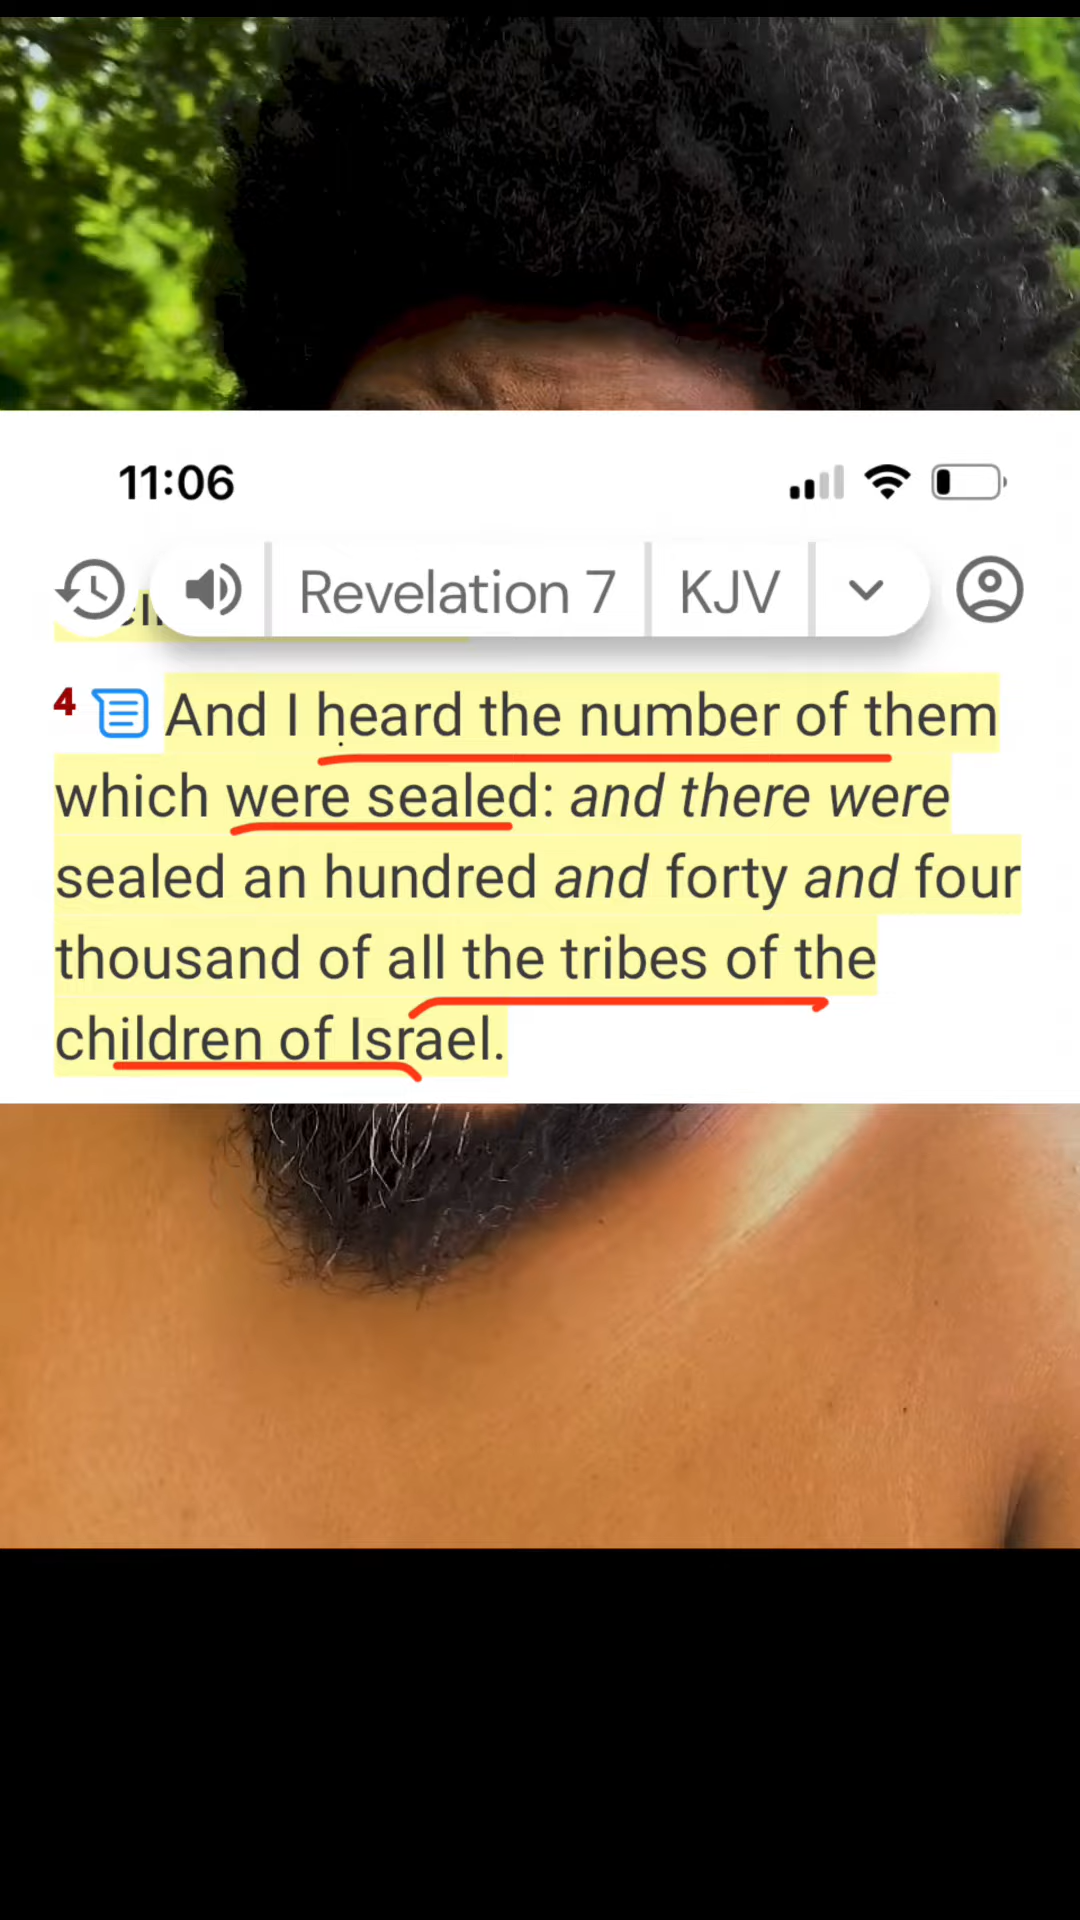 11:06
Revelation 7 KJV
4 And I heard the number of them
which were sealed: and there were
sealed an hundred and forty and four
thousand of all the tribes of the
children of Israel.